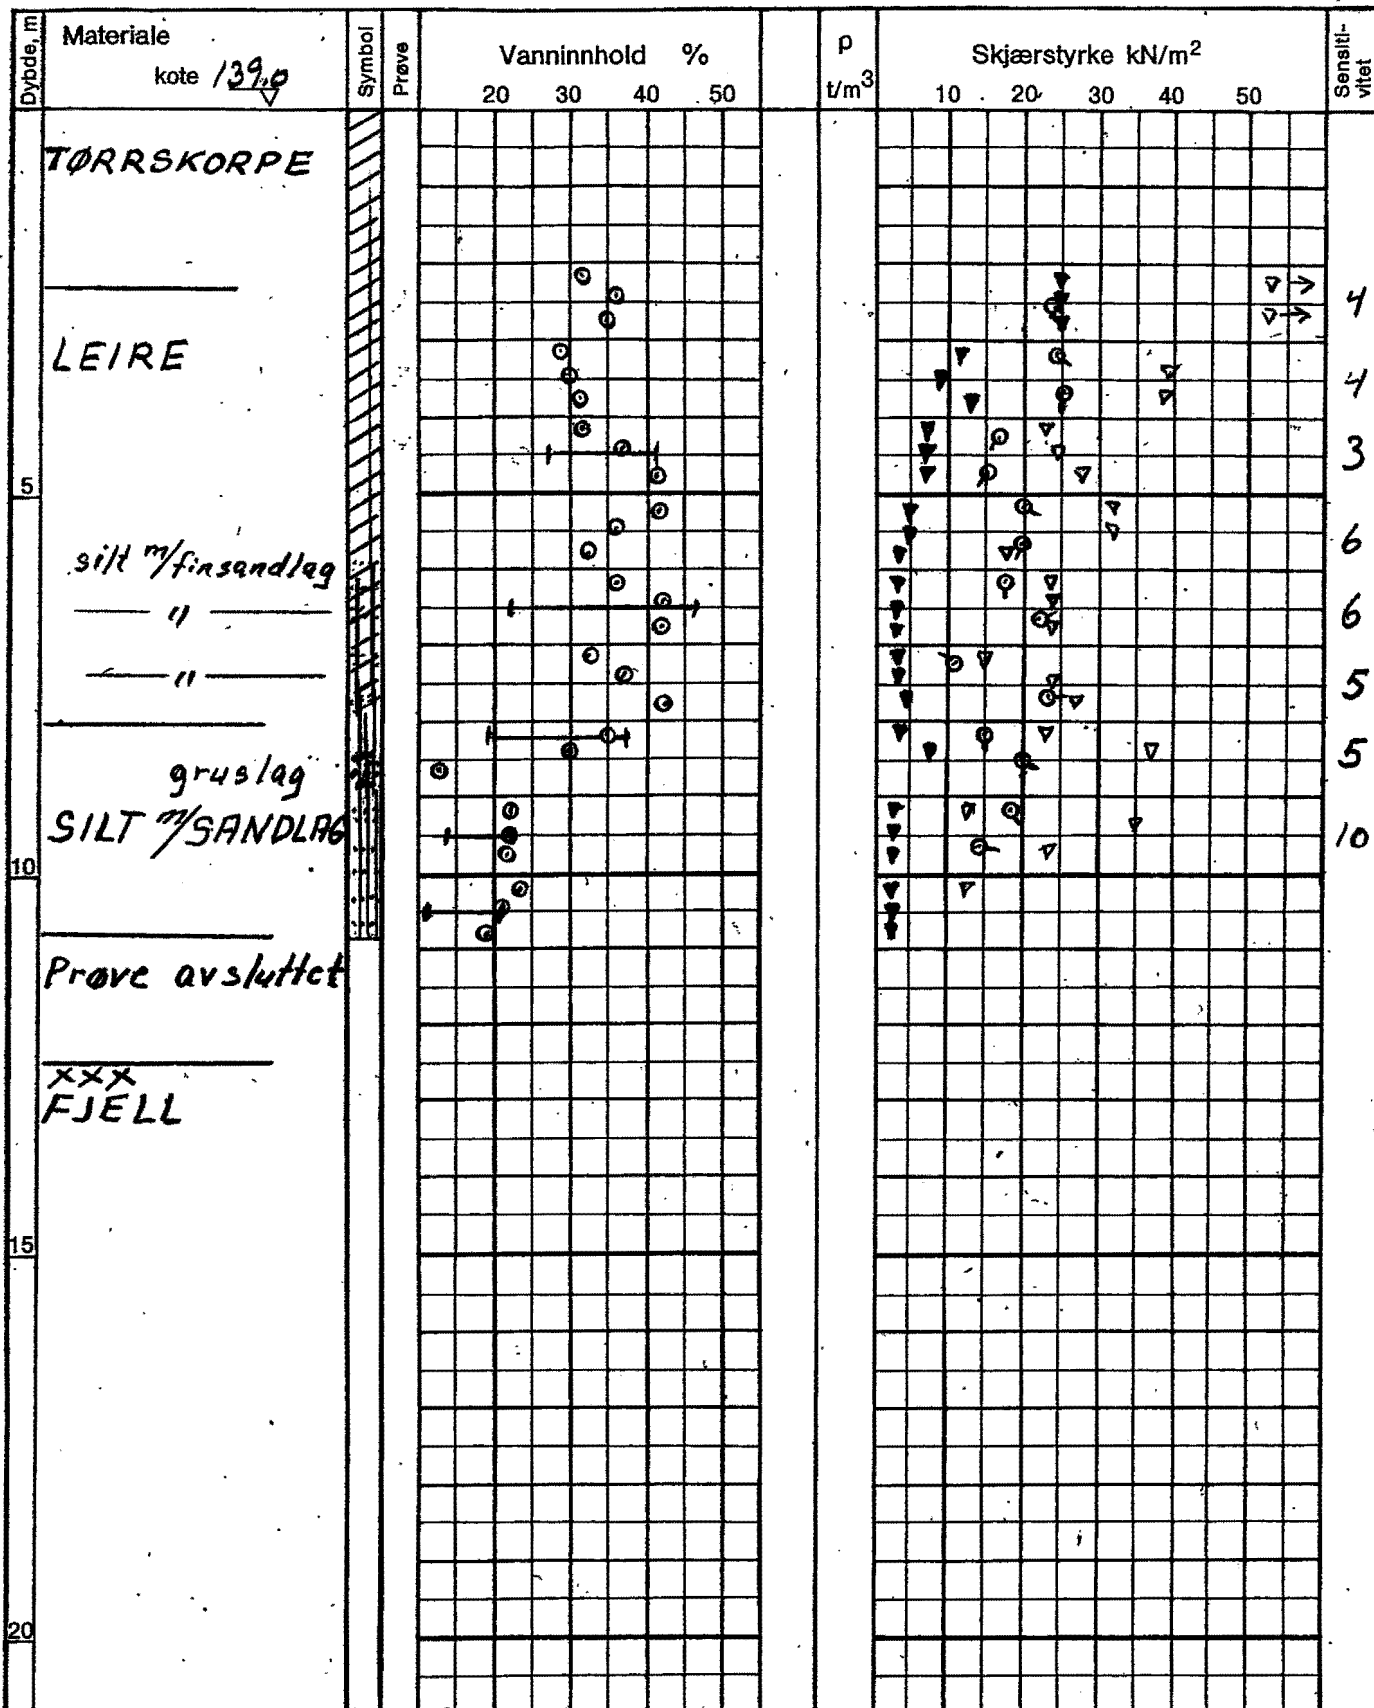 Dybde, m
Materiale
kote 139,0
Symbol
Prøve
Vanninnhold %
20 30 40 50
ρ
t/m³
Skjærstyrke kN/m²
10 20 30 40 50
Sensiti-
vitet
TØRRSKORPE
4
LEIRE
4
3
5
silt m/finsandlag
6
— " —
6
— " —
5
gruslag
5
SILT m/SANDLAG
10
10
Prøve avsluttet
xxx
FJELL
15
20